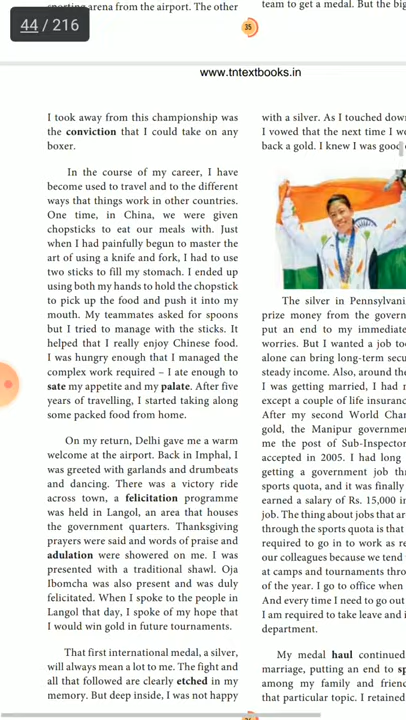 sporting arena from the airport. The other
team to get a medal. But the big
44 / 216
35
www.tntextbooks.in
I took away from this championship was
the conviction that I could take on any
boxer.
In the course of my career, I have
become used to travel and to the different
ways that things work in other countries.
One time, in China, we were given
chopsticks to eat our meals with. Just
when I had painfully begun to master the
art of using a knife and fork, I had to use
two sticks to fill my stomach. I ended up
using both my hands to hold the chopstick
to pick up the food and push it into my
mouth. My teammates asked for spoons
but I tried to manage with the sticks. It
helped that I really enjoy Chinese food.
I was hungry enough that I managed the
complex work required – I ate enough to
sate my appetite and my palate. After five
years of travelling, I started taking along
some packed food from home.
On my return, Delhi gave me a warm
welcome at the airport. Back in Imphal, I
was greeted with garlands and drumbeats
and dancing. There was a victory ride
across town, a felicitation programme
was held in Langol, an area that houses
the government quarters. Thanksgiving
prayers were said and words of praise and
adulation were showered on me. I was
presented with a traditional shawl. Oja
Ibomcha was also present and was duly
felicitated. When I spoke to the people in
Langol that day, I spoke of my hope that
I would win gold in future tournaments.
That first international medal, a silver,
will always mean a lot to me. The fight and
all that followed are clearly etched in my
memory. But deep inside, I was not happy
with a silver. As I touched down
I vowed that the next time I wo
back a gold. I knew I was good
The silver in Pennsylvani
prize money from the govern
put an end to my immediate
worries. But I wanted a job too
alone can bring long-term secu
steady income. Also, around the
I was getting married, I had n
except a couple of life insuranc
After my second World Char
gold, the Manipur governmen
me the post of Sub-Inspector
accepted in 2005. I had long
getting a government job thr
sports quota, and it was finally
earned a salary of Rs. 15,000 in
job. The thing about jobs that ar
through the sports quota is that
required to go in to work as re
our colleagues because we tend
at camps and tournaments throu
of the year. I go to office when
And every time I need to go out
I am required to take leave and i
department.
My medal haul continued
marriage, putting an end to sp
among my family and frien
that particular topic. I retained